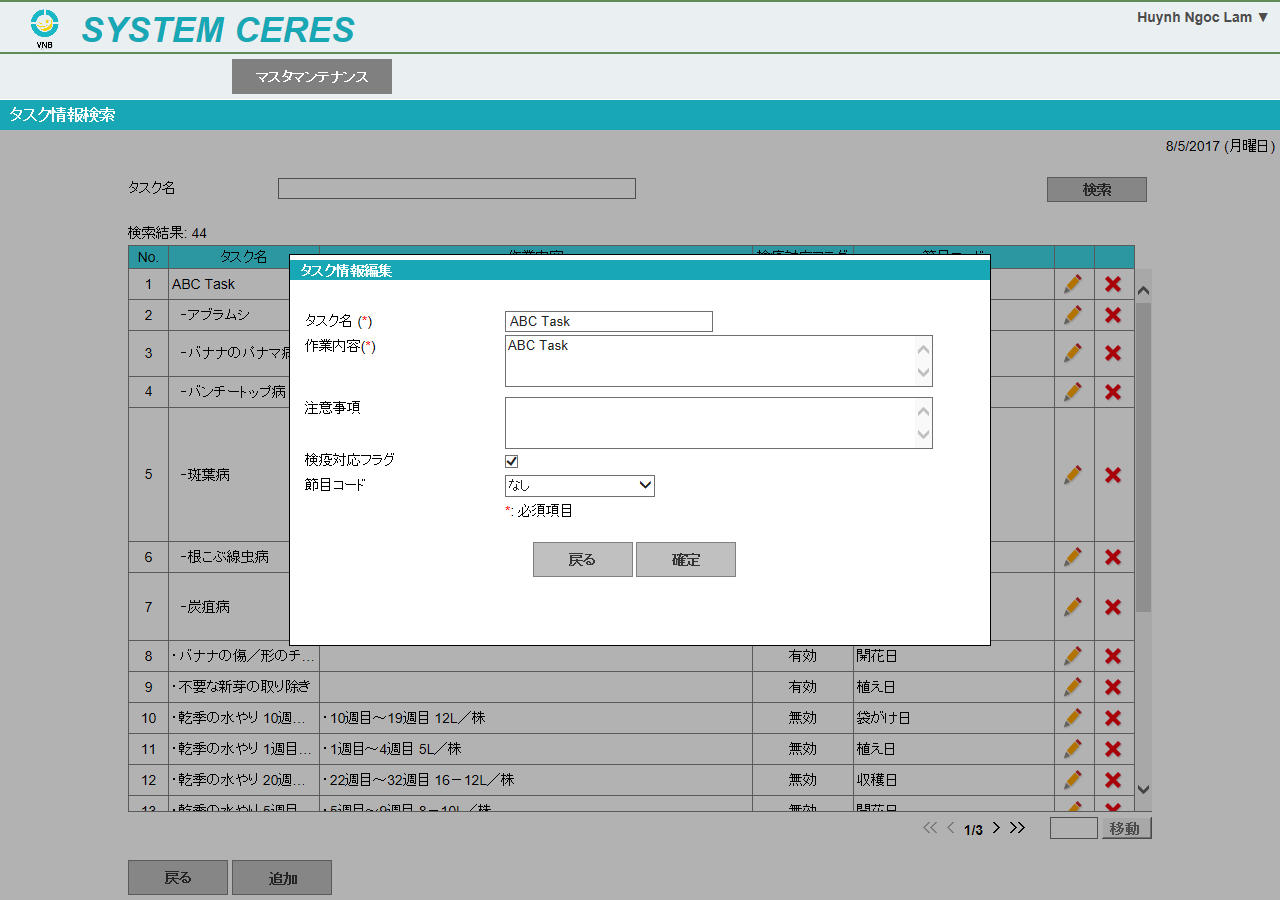 VNB
SYSTEM CERES
Huynh Ngoc Lam ▼
マスタマンテナンス
タスク情報検索
8/5/2017 (月曜日)
タスク名
検索
検索結果: 44
No. タスク名 作業内容 検疫対応フラグ 節目コード
1 ABC Task
2 -アブラムシ
3 -バナナのパナマ病
4 -バンチートップ病
5 -斑葉病
6 -根こぶ線虫病
7 -炭疽病
タスク情報編集
タスク名 (*) ABC Task
作業内容(*) ABC Task
注意事項
検疫対応フラグ
節目コード なし
*: 必須項目
戻る 確定
8 ・バナナの傷／形のチ... 有効 開花日
9 ・不要な新芽の取り除き 有効 植え日
10 ・乾季の水やり 10週... ・10週目～19週目 12L／株 無効 袋がけ日
11 ・乾季の水やり 1週目... ・1週目～4週目 5L／株 無効 植え日
12 ・乾季の水やり 20週... ・22週目～32週目 16－12L／株 無効 収穫日
13 ・乾季の水やり 5週目... ・5週目～9週目 8－10L／株 無効 開花日
<< < 1/3 > >> 移動
戻る 追加